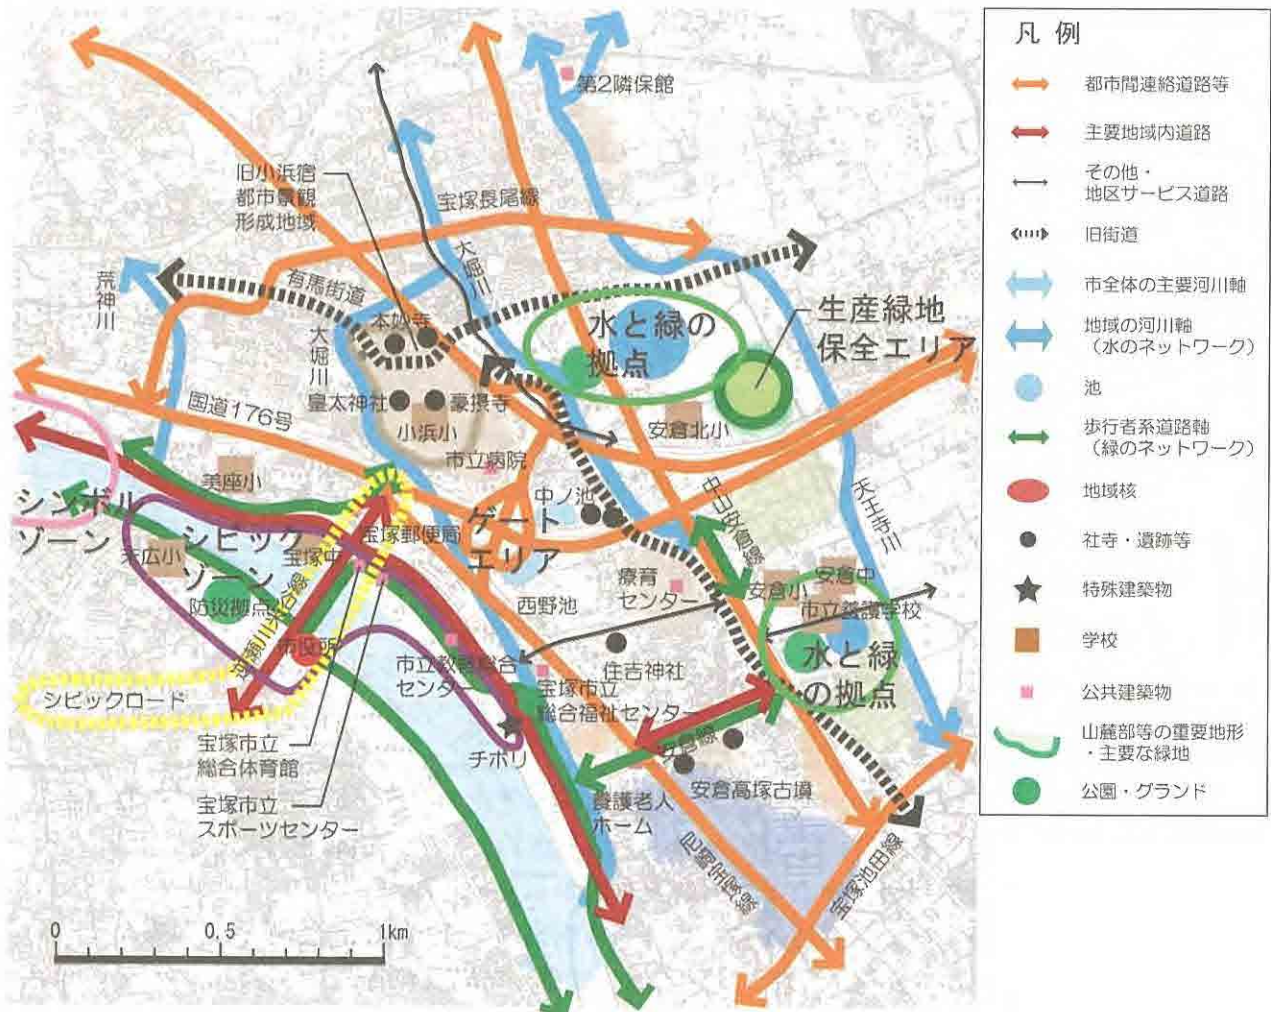 第2隣保館
旧小浜宿
都市景観
形成地域
宝塚長尾線
大堀川
荒神川
有馬街道
本妙寺
大堀川
水と緑の
拠点
生産緑地
保全エリア
国道176号
皇太神社
豪摂寺
小浜小
安倉北小
市立病院
美座小
シンボル
ゾーン
シビック
ゾーン
宝塚中
宝塚郵便局
ゲート
エリア
中ノ池
中日安直線
天王寺川
末広小
防災拠点
西野池
療育
センター
安倉小
安倉中
市立養護学校
市役所
市立教育総合
センター
住吉神社
水と緑
の拠点
シビックロード
宝塚市立
総合福祉センター
宝塚市立
総合体育館
チボリ
安倉線
安倉高塚古墳
宝塚市立
スポーツセンター
養護老人
ホーム
尼崎宝塚線
宝塚池田線
0
0.5
1km
凡例
都市間連絡道路等
主要地域内道路
その他・
地区サービス道路
旧街道
市全体の主要河川軸
地域の河川軸
（水のネットワーク）
池
歩行者系道路軸
（緑のネットワーク）
地域核
社寺・遺跡等
特殊建築物
学校
公共建築物
山麓部等の重要地形
・主要な緑地
公園・グランド